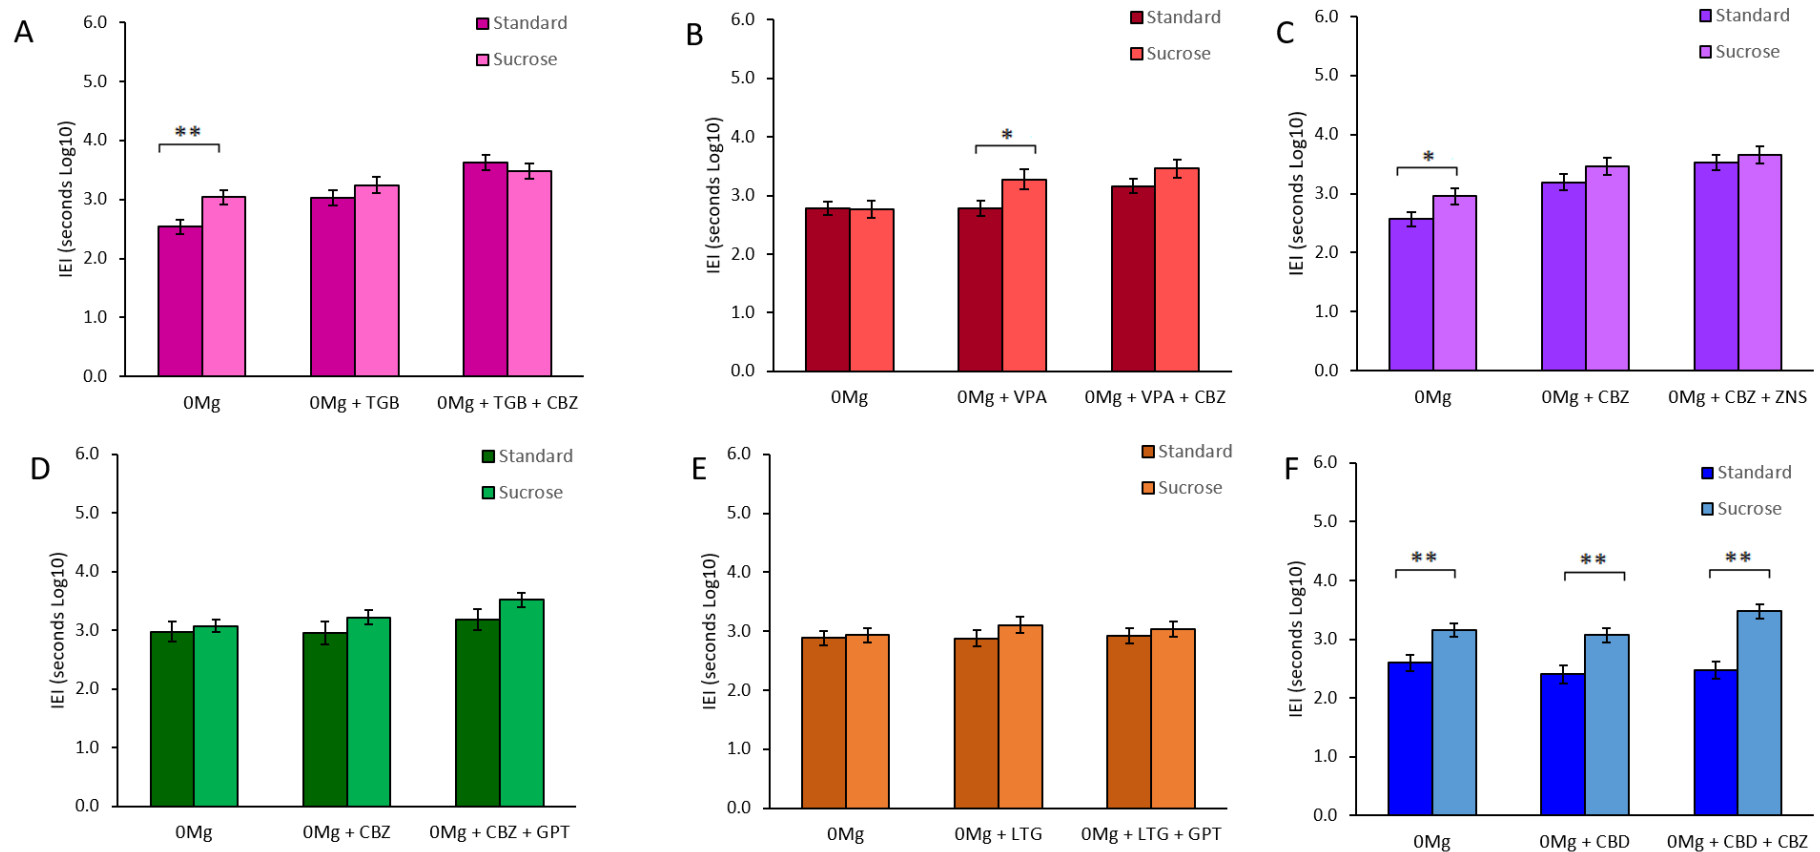 A
Standard
Sucrose
6.0
5.0
4.0
3.0
2.0
1.0
0.0
IEI (seconds Log10)
**
0Mg
0Mg + TGB
0Mg + TGB + CBZ
B
Standard
Sucrose
6.0
5.0
4.0
3.0
2.0
1.0
0.0
IEI (seconds Log10)
*
0Mg
0Mg + VPA
0Mg + VPA + CBZ
C
Standard
Sucrose
6.0
5.0
4.0
3.0
2.0
1.0
0.0
IEI (seconds Log10)
*
0Mg
0Mg + CBZ
0Mg + CBZ + ZNS
D
Standard
Sucrose
6.0
5.0
4.0
3.0
2.0
1.0
0.0
IEI (seconds Log10)
0Mg
0Mg + CBZ
0Mg + CBZ + GPT
E
Standard
Sucrose
6.0
5.0
4.0
3.0
2.0
1.0
0.0
IEI (seconds Log10)
0Mg
0Mg + LTG
0Mg + LTG + GPT
F
Standard
Sucrose
6.0
5.0
4.0
3.0
2.0
1.0
0.0
IEI (seconds Log10)
**
**
**
0Mg
0Mg + CBD
0Mg + CBD + CBZ